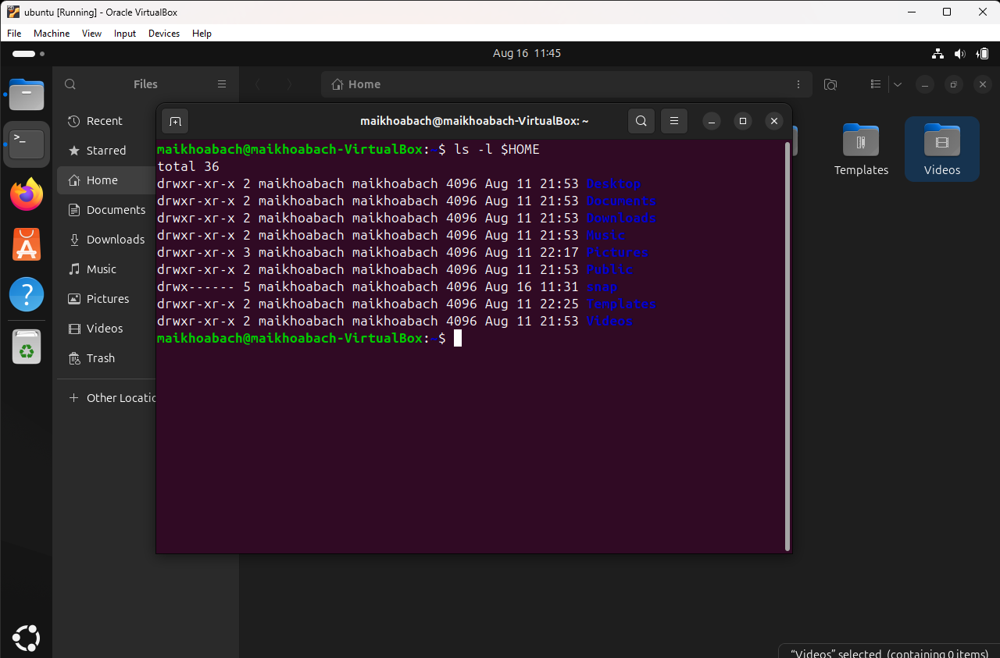 ubuntu [Running] - Oracle VirtualBox
File Machine View Input Devices Help
Aug 16 11:45
Files
Home
Recent
Starred
Home
Documents
Downloads
Music
Pictures
Videos
Trash
Other Locatio
Templates
Videos
maikhoabach@maikhoabach-VirtualBox: ~
maikhoabach@maikhoabach-VirtualBox:~$ ls -l $HOME
total 36
drwxr-xr-x 2 maikhoabach maikhoabach 4096 Aug 11 21:53 Desktop
drwxr-xr-x 2 maikhoabach maikhoabach 4096 Aug 11 21:53 Documents
drwxr-xr-x 2 maikhoabach maikhoabach 4096 Aug 11 21:53 Downloads
drwxr-xr-x 2 maikhoabach maikhoabach 4096 Aug 11 21:53 Music
drwxr-xr-x 3 maikhoabach maikhoabach 4096 Aug 11 22:17 Pictures
drwxr-xr-x 2 maikhoabach maikhoabach 4096 Aug 11 21:53 Public
drwx------ 5 maikhoabach maikhoabach 4096 Aug 16 11:31 snap
drwxr-xr-x 2 maikhoabach maikhoabach 4096 Aug 11 22:25 Templates
drwxr-xr-x 2 maikhoabach maikhoabach 4096 Aug 11 21:53 Videos
maikhoabach@maikhoabach-VirtualBox:~$
"Videos" selected (containing 0 items)